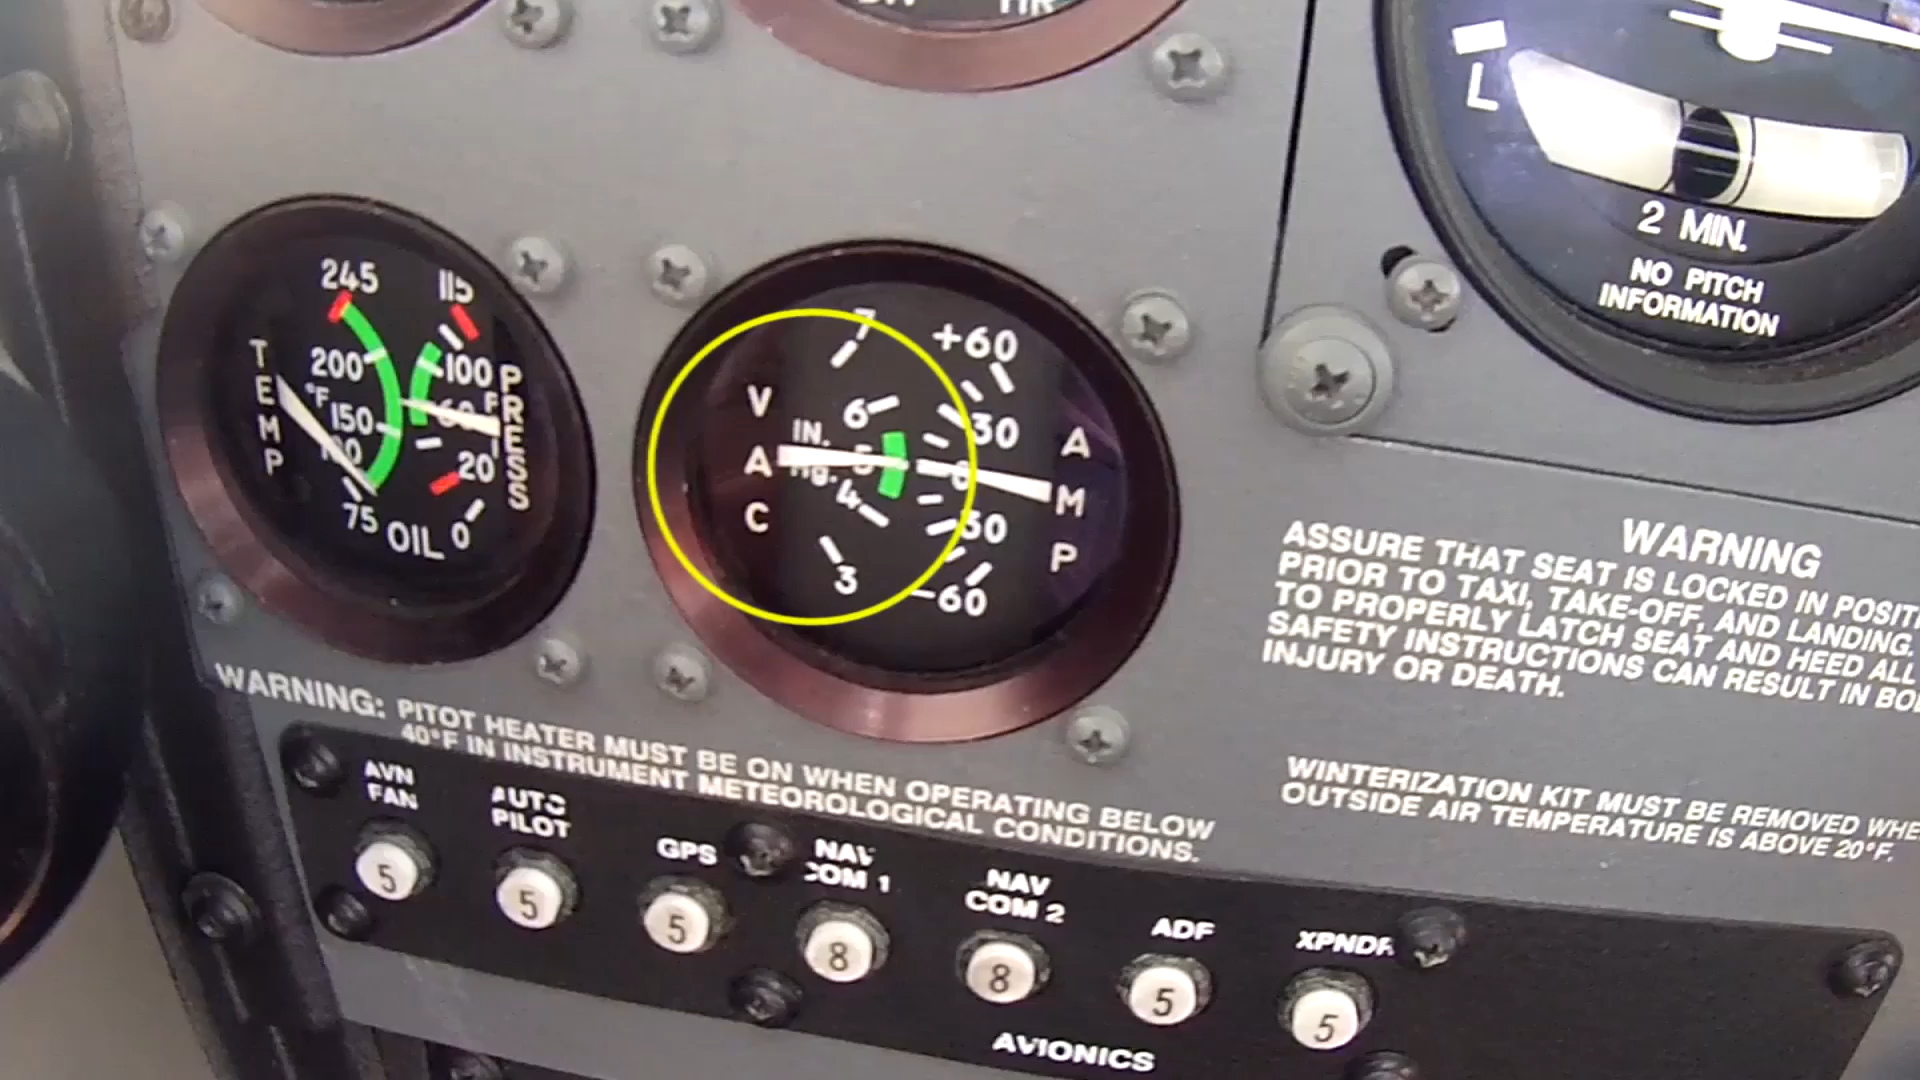 HR
L
2 MIN.
NO PITCH
INFORMATION
245
115
TEMP
200
100
°F
150
60
PRESS
100
20
75
OIL
0
7
+60
VAC
6
30
IN.
Hg.
5
0
AMP
4
30
3
-60
WARNING
ASSURE THAT SEAT IS LOCKED IN
PRIOR TO TAXI, TAKE-OFF, AND LANDING.
TO PROPERLY LATCH SEAT AND HEED ALL
SAFETY INSTRUCTIONS CAN RESULT IN
INJURY OR DEATH.
WARNING: PITOT HEATER MUST BE ON WHEN OPERATING BELOW
40°F IN INSTRUMENT METEOROLOGICAL CONDITIONS.
WINTERIZATION KIT MUST BE REMOVED
OUTSIDE AIR TEMPERATURE IS ABOVE 20°F.
AVN
FAN
AUTO
PILOT
GPS
NAV
COM 1
NAV
COM 2
ADF
XPNDR
5
5
5
8
8
5
5
AVIONICS